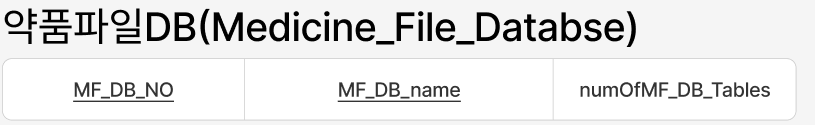 약품파일DB(Medicine_File_Databse)
MF_DB_NO MF_DB_name numOfMF_DB_Tables